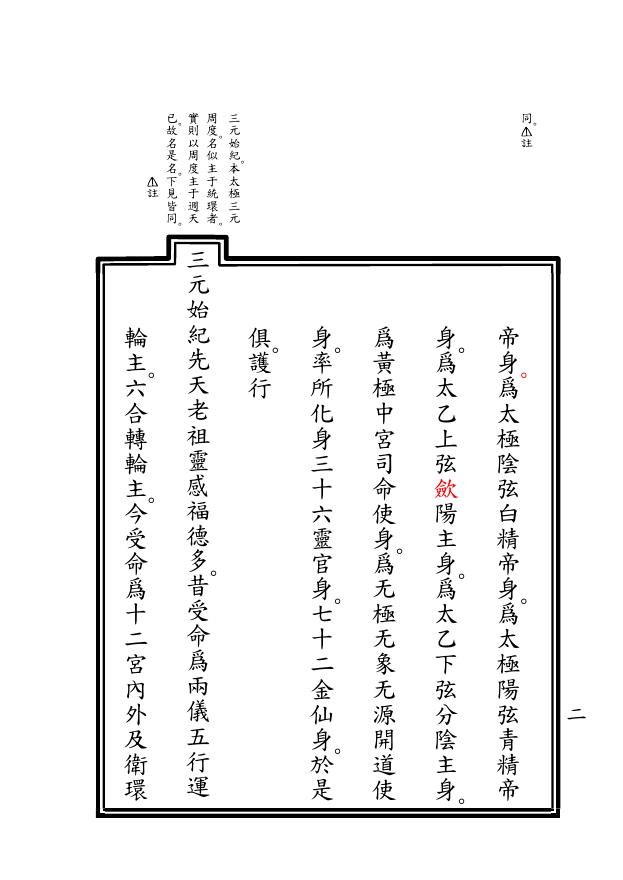 同。⚠註
三元始紀。本太極三元
周度。名似主于統環者。
實則以周度主于週天
已。故名是名。下見皆同。
⚠註
帝身。爲太極陰弦白精帝身。爲太極陽弦青精帝
身。爲太乙上弦歛陽主身。爲太乙下弦分陰主身。
爲黃極中宮司命使身。爲无極无象无源開道使
身。率所化身三十六靈官身。七十二金仙身。於是
俱。護行
三元始紀先天老祖靈感福德多。昔受命爲兩儀五行運
輪主。六合轉輪主。今受命爲十二宮內外及衛環
二